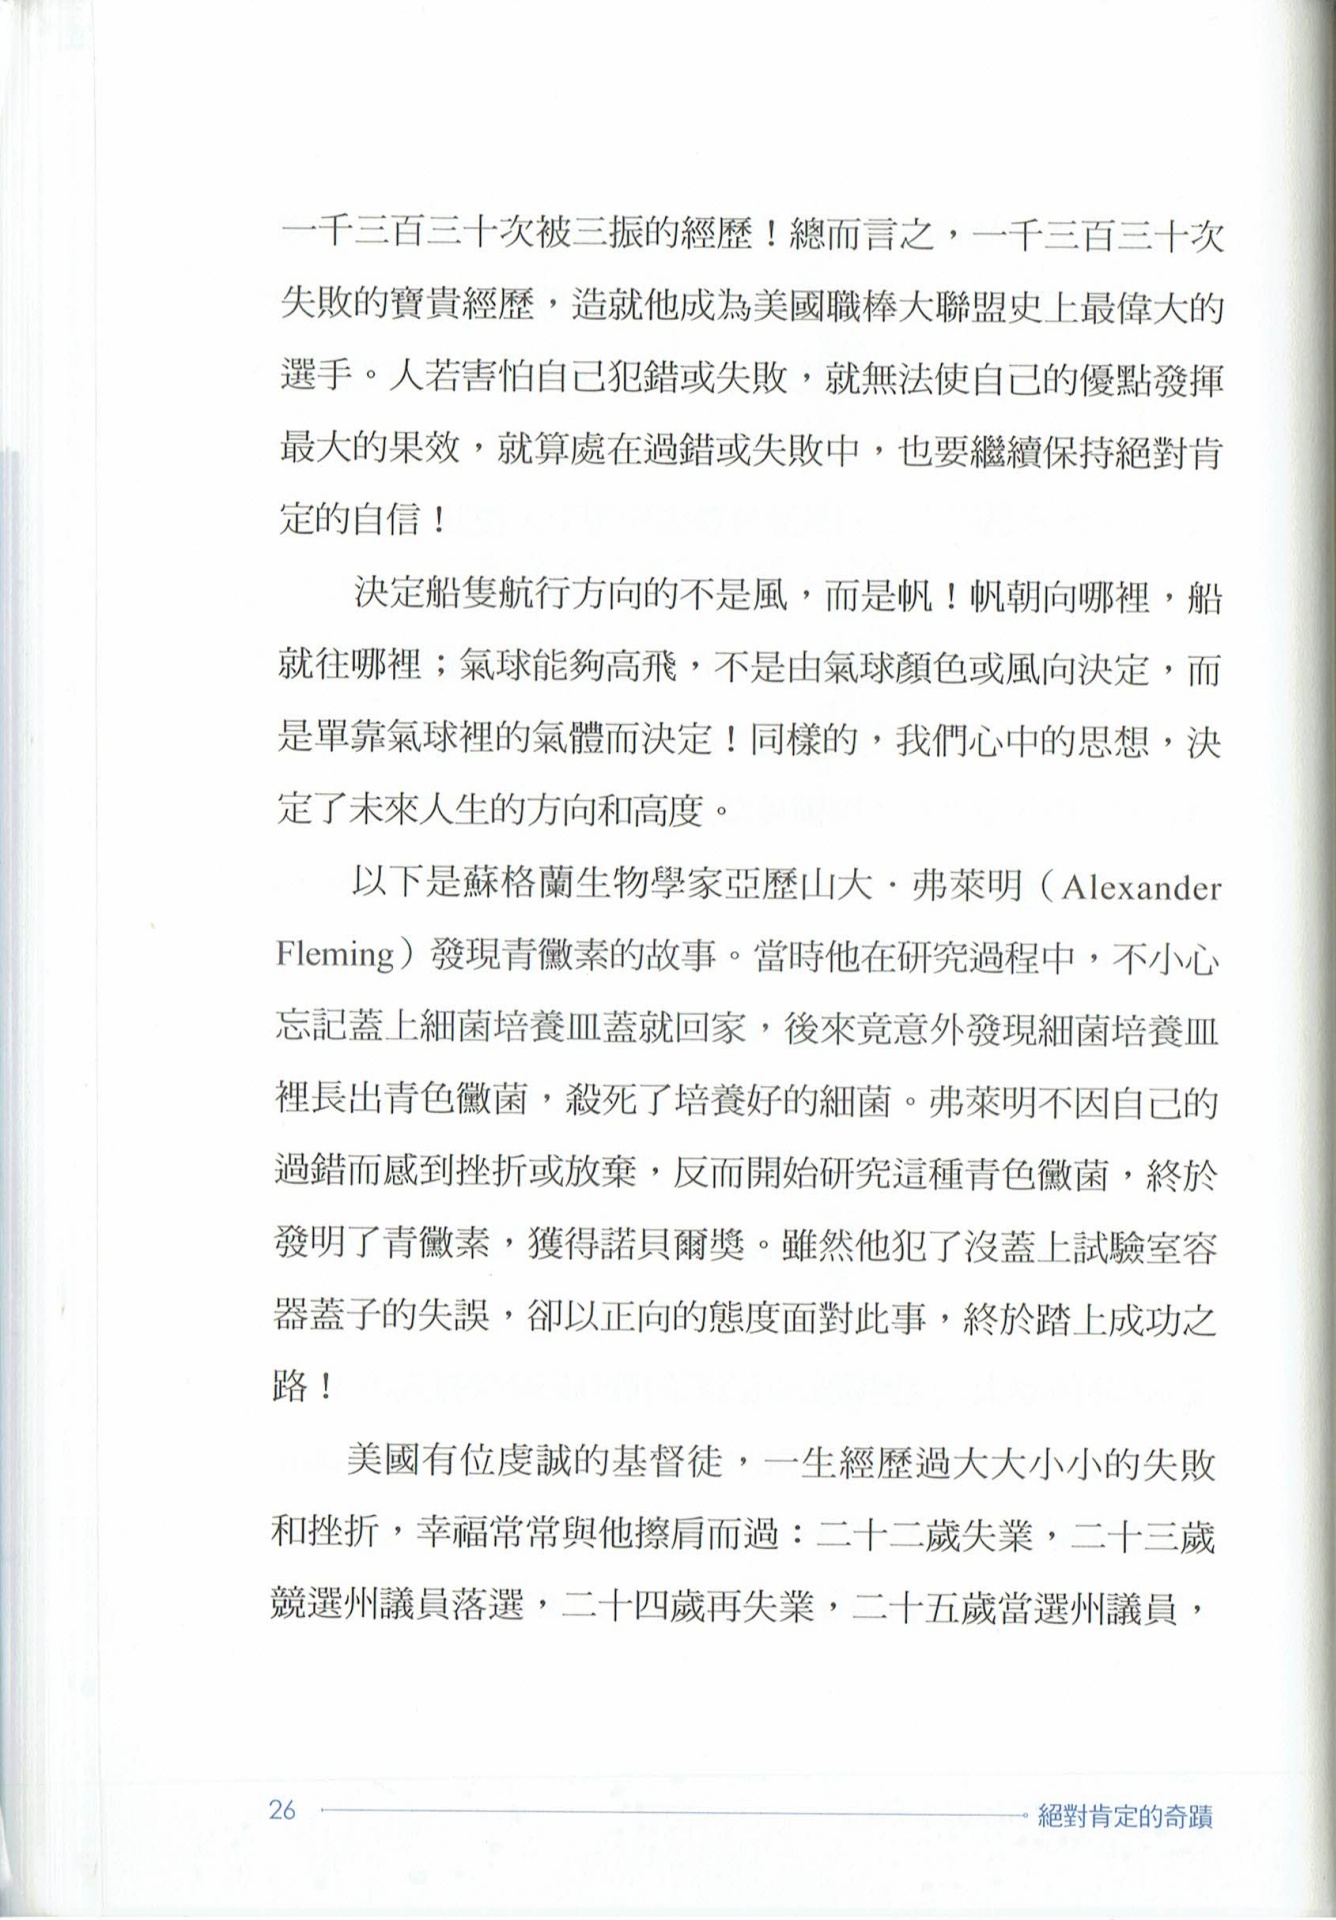 一千三百三十次被三振的經歷！總而言之，一千三百三十次
失敗的寶貴經歷，造就他成為美國職棒大聯盟史上最偉大的
選手。人若害怕自己犯錯或失敗，就無法使自己的優點發揮
最大的果效，就算處在過錯或失敗中，也要繼續保持絕對肯
定的自信！
決定船隻航行方向的不是風，而是帆！帆朝向哪裡，船
就往哪裡；氣球能夠高飛，不是由氣球顏色或風向決定，而
是單靠氣球裡的氣體而決定！同樣的，我們心中的思想，決
定了未來人生的方向和高度。
以下是蘇格蘭生物學家亞歷山大．弗萊明（Alexander
Fleming）發現青黴素的故事。當時他在研究過程中，不小心
忘記蓋上細菌培養皿蓋就回家，後來竟意外發現細菌培養皿
裡長出青色黴菌，殺死了培養好的細菌。弗萊明不因自己的
過錯而感到挫折或放棄，反而開始研究這種青色黴菌，終於
發明了青黴素，獲得諾貝爾獎。雖然他犯了沒蓋上試驗室容
器蓋子的失誤，卻以正向的態度面對此事，終於踏上成功之
路！
美國有位虔誠的基督徒，一生經歷過大大小小的失敗
和挫折，幸福常常與他擦肩而過：二十二歲失業，二十三歲
競選州議員落選，二十四歲再失業，二十五歲當選州議員，
26 絕對肯定的奇蹟